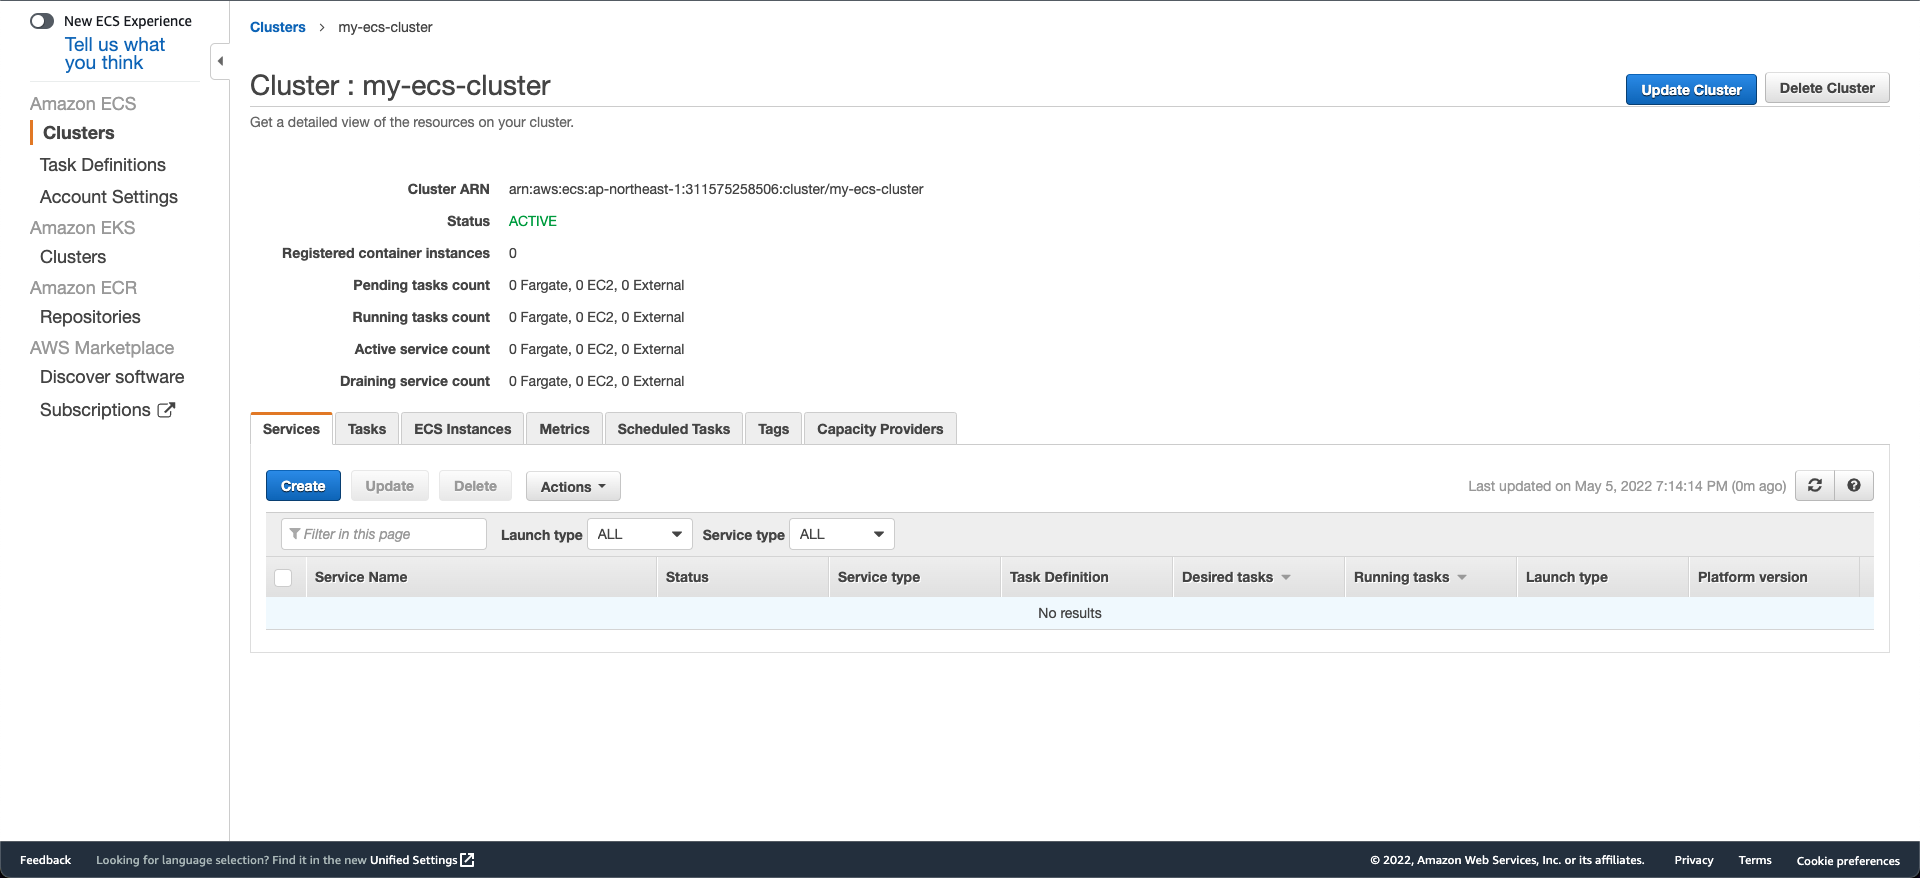 New ECS Experience
Tell us what
you think
Amazon ECS
Clusters
Task Definitions
Account Settings
Amazon EKS
Clusters
Amazon ECR
Repositories
AWS Marketplace
Discover software
Subscriptions
Clusters > my-ecs-cluster
Cluster : my-ecs-cluster
Update Cluster Delete Cluster
Get a detailed view of the resources on your cluster.
Cluster ARN arn:aws:ecs:ap-northeast-1:311575258506:cluster/my-ecs-cluster
Status ACTIVE
Registered container instances 0
Pending tasks count 0 Fargate, 0 EC2, 0 External
Running tasks count 0 Fargate, 0 EC2, 0 External
Active service count 0 Fargate, 0 EC2, 0 External
Draining service count 0 Fargate, 0 EC2, 0 External
Services Tasks ECS Instances Metrics Scheduled Tasks Tags Capacity Providers
Create Update Delete Actions Last updated on May 5, 2022 7:14:14 PM (0m ago)
Filter in this page Launch type ALL Service type ALL
Service Name Status Service type Task Definition Desired tasks Running tasks Launch type Platform version
No results
Feedback Looking for language selection? Find it in the new Unified Settings © 2022, Amazon Web Services, Inc. or its affiliates. Privacy Terms Cookie preferences